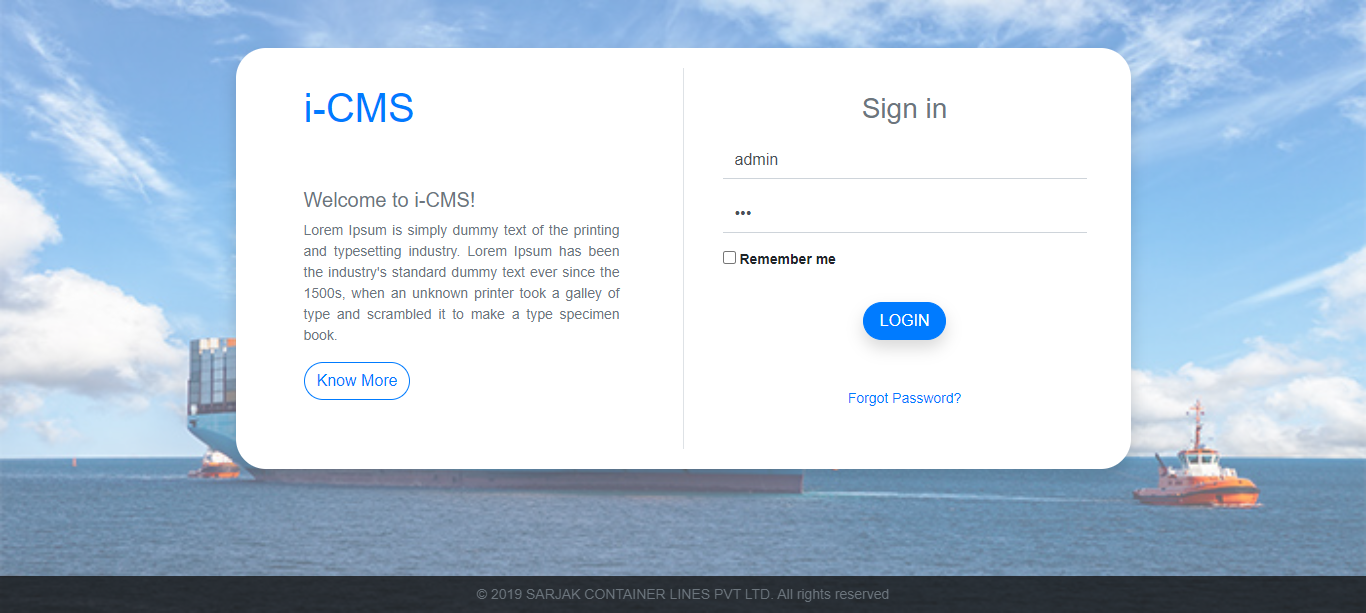 i-CMS
Welcome to i-CMS!
Lorem Ipsum is simply dummy text of the printing
and typesetting industry. Lorem Ipsum has been
the industry's standard dummy text ever since the
1500s, when an unknown printer took a galley of
type and scrambled it to make a type specimen
book.
Know More
Sign in
admin
•••
Remember me
LOGIN
Forgot Password?
© 2019 SARJAK CONTAINER LINES PVT LTD. All rights reserved